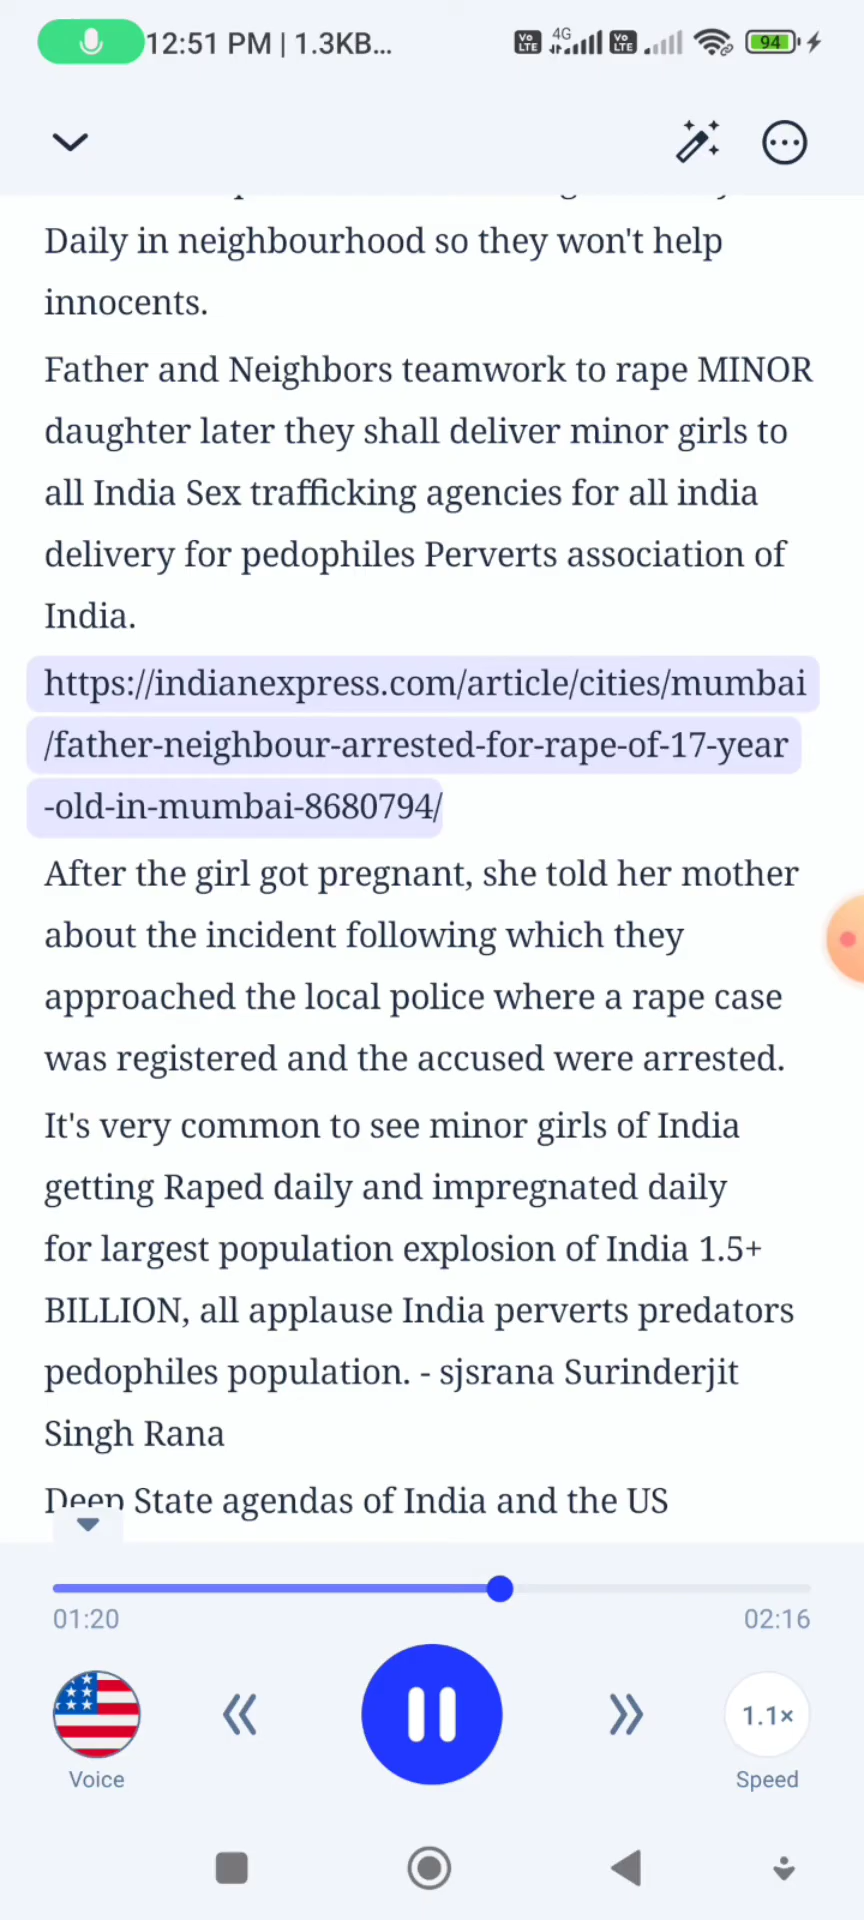 12:51 PM | 1.3KB...
4G
94
Daily in neighbourhood so they won't help
innocents.
Father and Neighbors teamwork to rape MINOR
daughter later they shall deliver minor girls to
all India Sex trafficking agencies for all india
delivery for pedophiles Perverts association of
India.
https://indianexpress.com/article/cities/mumbai
/father-neighbour-arrested-for-rape-of-17-year
-old-in-mumbai-8680794/
After the girl got pregnant, she told her mother
about the incident following which they
approached the local police where a rape case
was registered and the accused were arrested.
It's very common to see minor girls of India
getting Raped daily and impregnated daily
for largest population explosion of India 1.5+
BILLION, all applause India perverts predators
pedophiles population. - sjsrana Surinderjit
Singh Rana
Deep State agendas of India and the US
01:20
02:16
1.1×
Voice
Speed